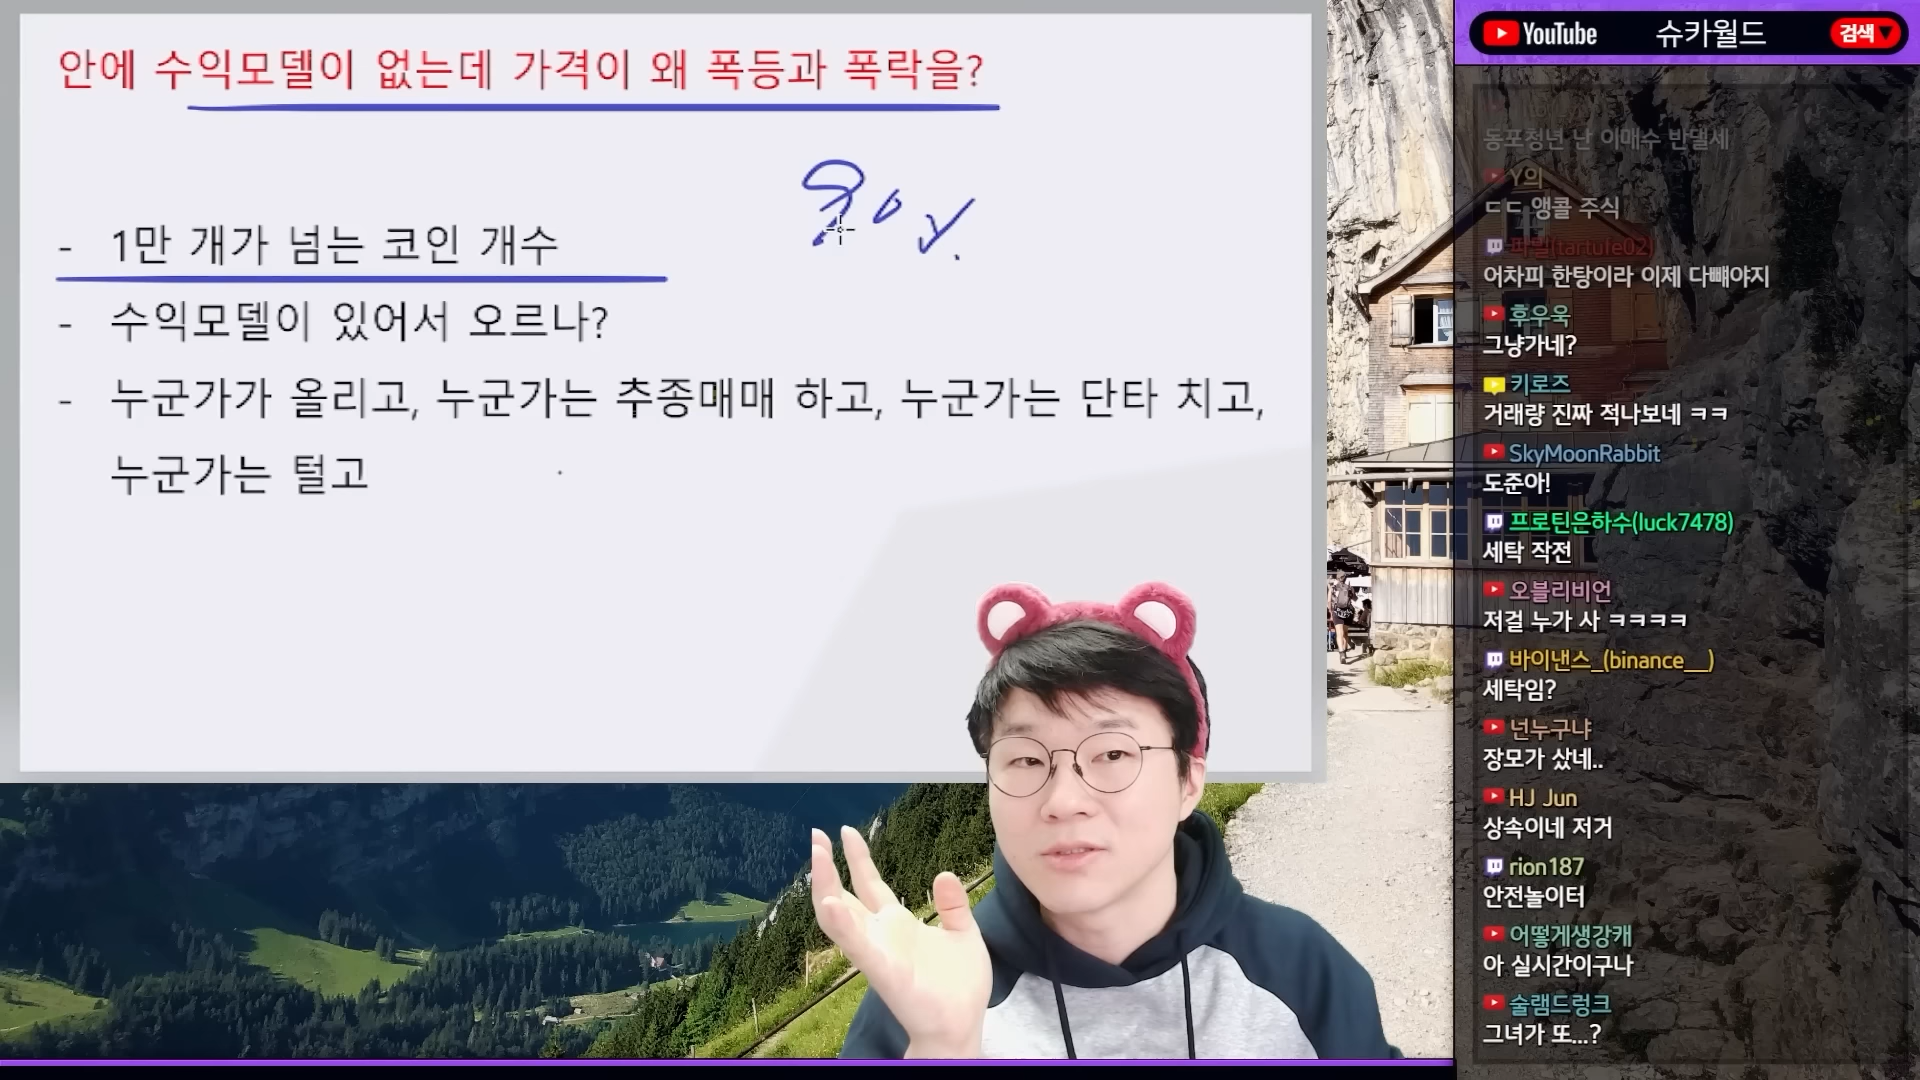 안에 수익모델이 없는데 가격이 왜 폭등과 폭락을?
- 1만 개가 넘는 코인 개수
- 수익모델이 있어서 오르나?
- 누군가가 올리고, 누군가는 추종매매 하고, 누군가는 단타 치고,
누군가는 털고
YouTube 슈카월드 검색
동포청년 난 이매수 반댈세
Y의
ㄷㄷ 앵콜 주식
(tartufe02)
어차피 한탕이라 이제 다빼야지
후우욱
그냥가네?
키로즈
거래량 진짜 적나보네 ㅋㅋ
SkyMoonRabbit
도준아!
프로틴은하수(luck7478)
세탁 작전
오블리비언
저걸 누가 사 ㅋㅋㅋㅋ
바이낸스_(binance__)
세탁임?
넌누구냐
장모가 샀네..
HJ Jun
상속이네 저거
rion187
안전놀이터
어떻게생강캐
아 실시간이구나
술램드렁크
그녀가 또...?